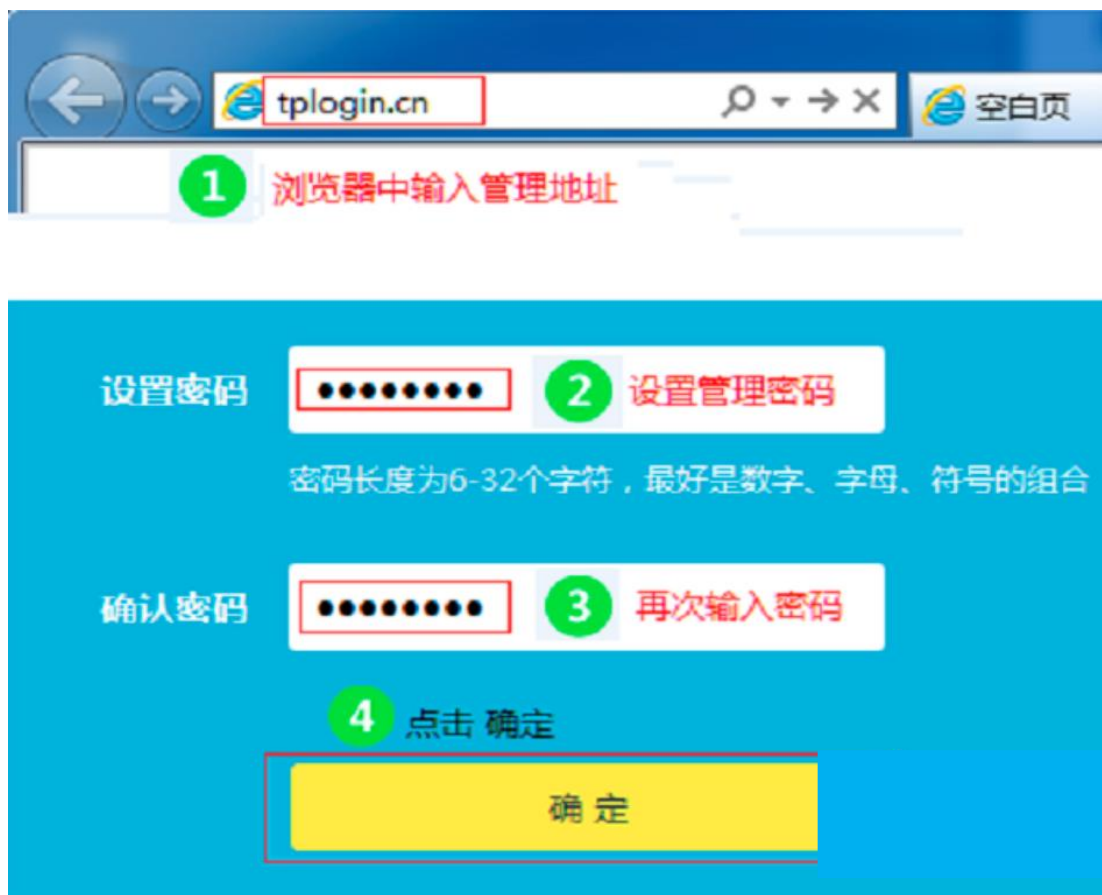 tplogin.cn
空白页
1 浏览器中输入管理地址
设置密码 ●●●●●●●● 2 设置管理密码
密码长度为6-32个字符，最好是数字、字母、符号的组合
确认密码 ●●●●●●●● 3 再次输入密码
4 点击 确定
确 定